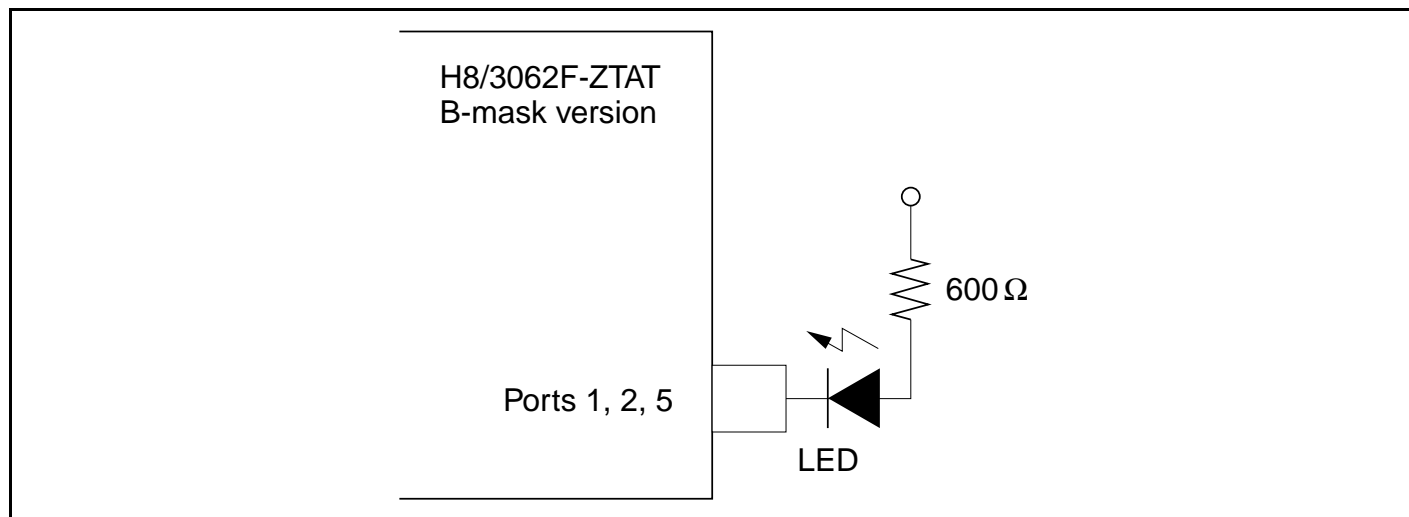 H8/3062F-ZTAT
B-mask version
600 Ω
Ports 1, 2, 5
LED